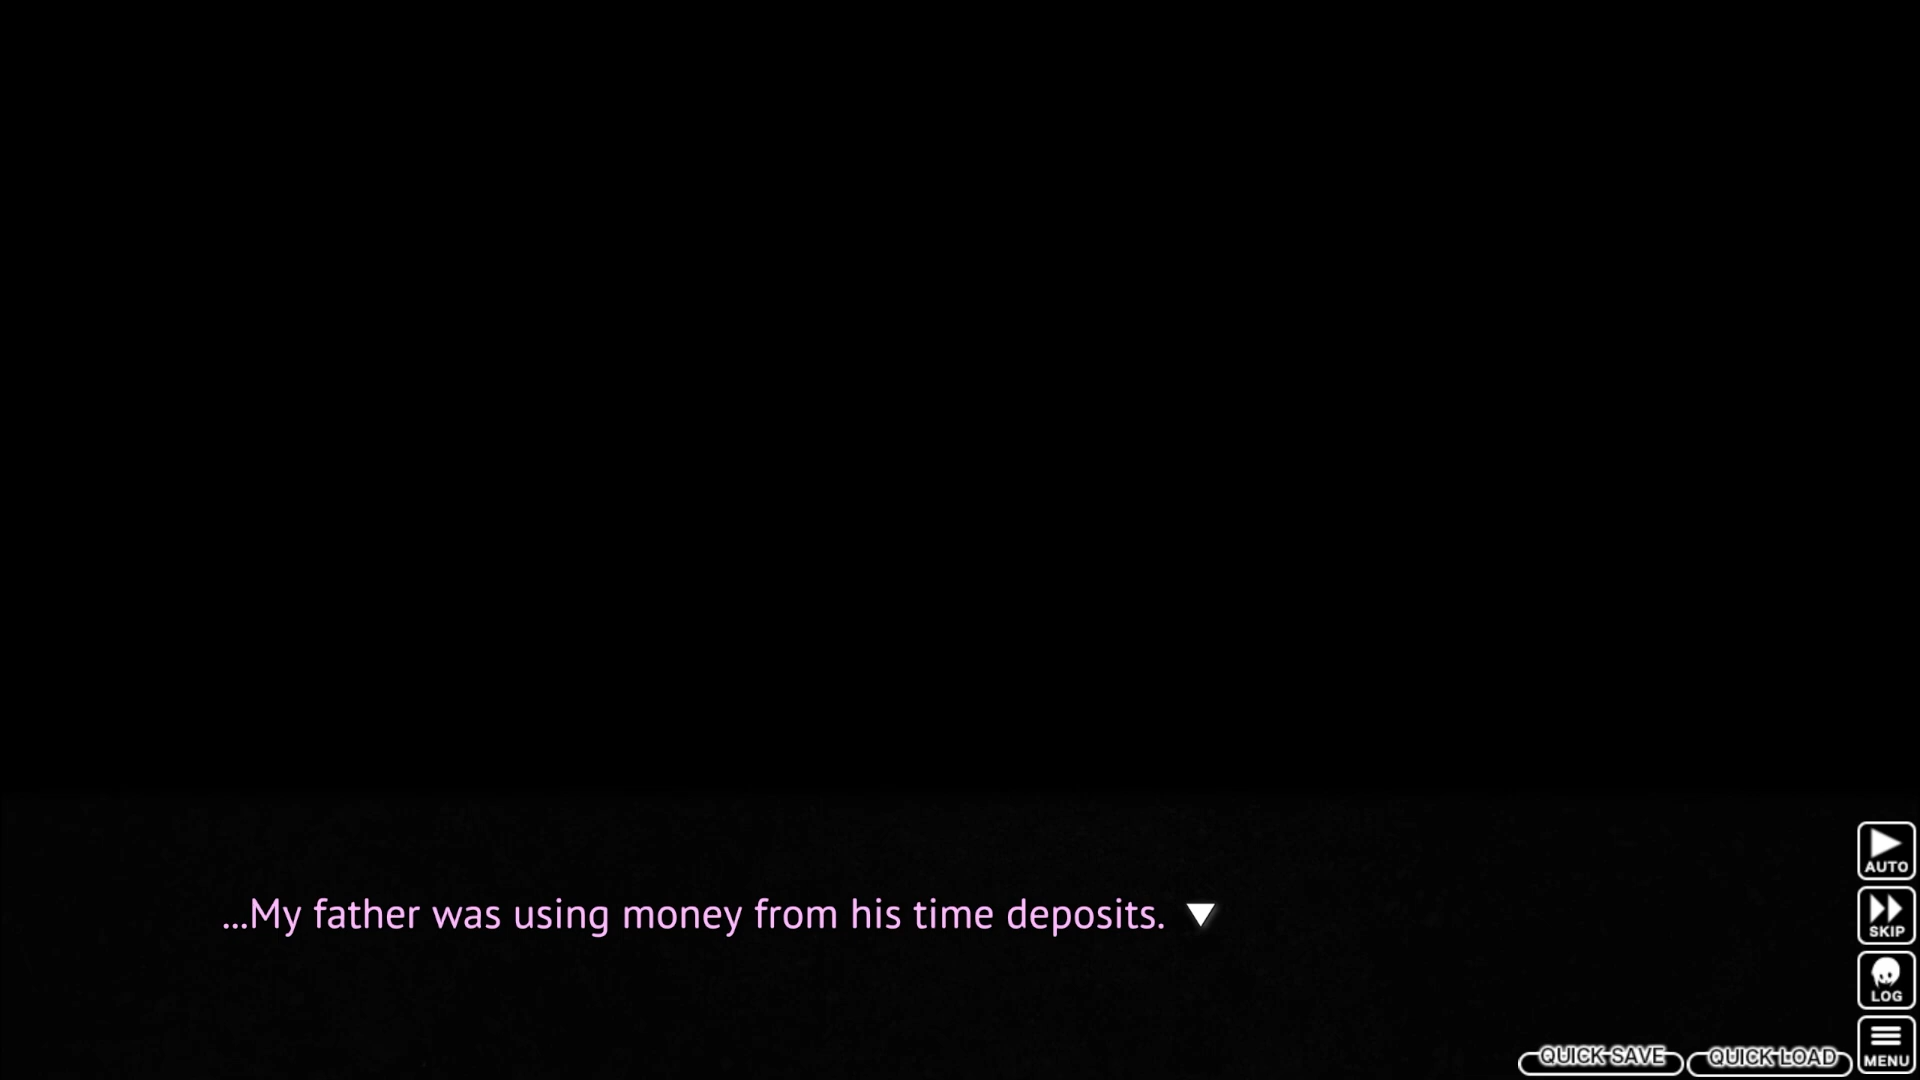 ...My father was using money from his time deposits.
AUTO
SKIP
LOG
MENU
QUICK SAVE QUICK LOAD